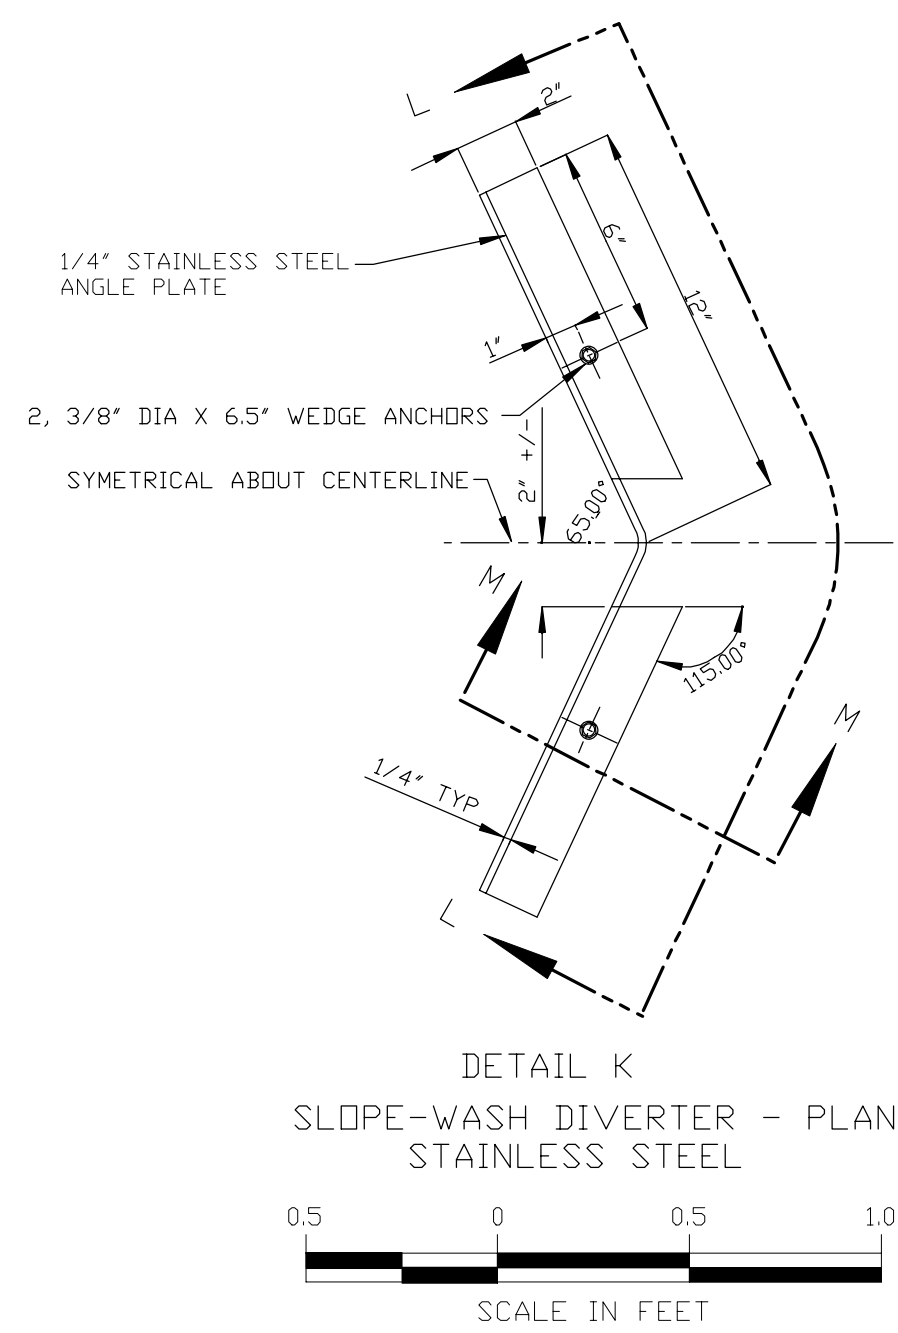 L
2"
6"
12"
1/4" STAINLESS STEEL
ANGLE PLATE
1"
2, 3/8" DIA X 6.5" WEDGE ANCHORS
2" +/-
SYMETRICAL ABOUT CENTERLINE
65.00°
M
115.00°
M
1/4" TYP
L
DETAIL K
SLOPE-WASH DIVERTER - PLAN
STAINLESS STEEL
0.5 0 0.5 1.0
SCALE IN FEET